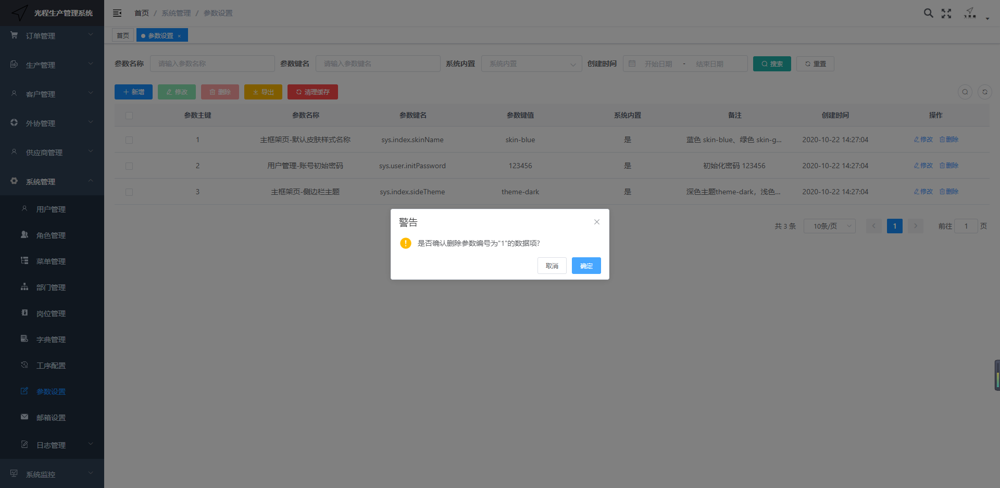 光程生产管理系统
首页 / 系统管理 / 参数设置
首页
参数设置 ×
订单管理
生产管理
客户管理
外协管理
供应商管理
系统管理
用户管理
角色管理
菜单管理
部门管理
岗位管理
字典管理
工序配置
参数设置
邮箱设置
日志管理
系统监控
参数名称 请输入参数名称 参数键名 请输入参数键名 系统内置 系统内置 创建时间 开始日期 - 结束日期 搜索 重置
新增 修改 删除 导出 清理缓存
参数主键 参数名称 参数键名 参数键值 系统内置 备注 创建时间 操作
1 主框架页-默认皮肤样式名称 sys.index.skinName skin-blue 是 蓝色 skin-blue、绿色 skin-g... 2020-10-22 14:27:04 修改 删除
2 用户管理-账号初始密码 sys.user.initPassword 123456 是 初始化密码 123456 2020-10-22 14:27:04 修改 删除
3 主框架页-侧边栏主题 sys.index.sideTheme theme-dark 是 深色主题theme-dark，浅色... 2020-10-22 14:27:04 修改 删除
共 3 条 10条/页 1 前往 1 页
警告
是否确认删除参数编号为"1"的数据项?
取消 确定